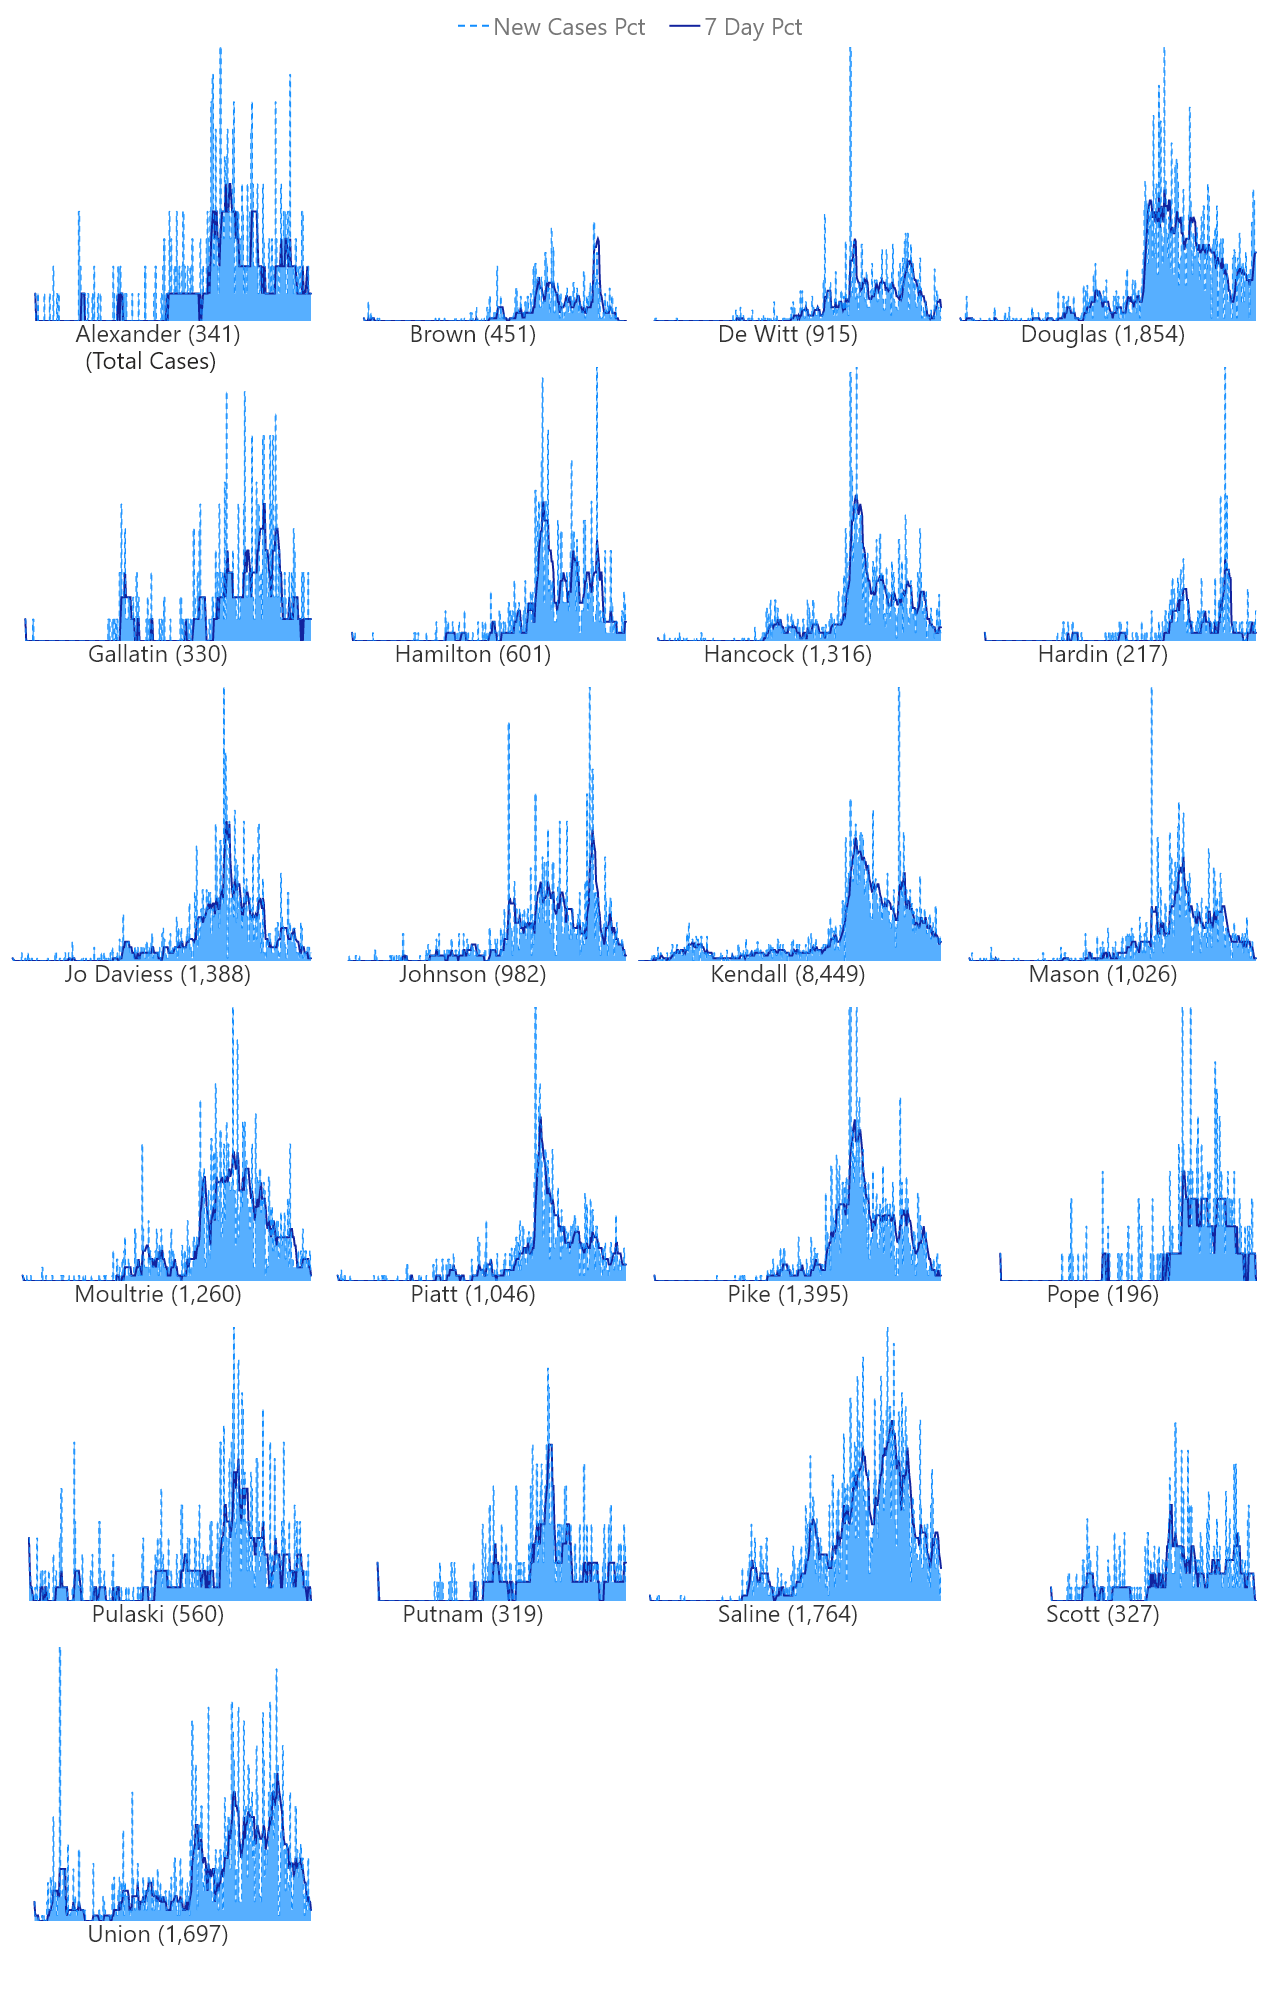 New Cases Pct 7 Day Pct
Alexander (341) Brown (451) De Witt (915) Douglas (1,854)
(Total Cases)
Gallatin (330) Hamilton (601) Hancock (1,316) Hardin (217)
Jo Daviess (1,388) Johnson (982) Kendall (8,449) Mason (1,026)
Moultrie (1,260) Piatt (1,046) Pike (1,395) Pope (196)
Pulaski (560) Putnam (319) Saline (1,764) Scott (327)
Union (1,697)